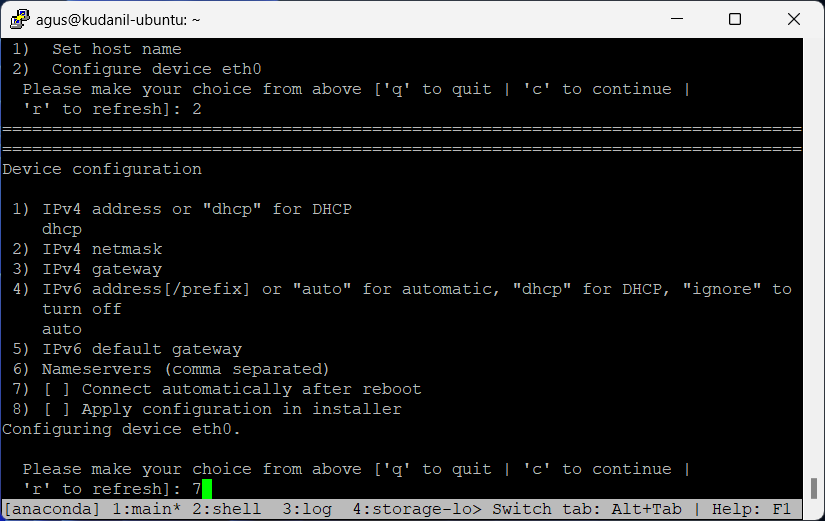 agus@kudanil-ubuntu: ~
1)  Set host name
2)  Configure device eth0
Please make your choice from above ['q' to quit | 'c' to continue |
'r' to refresh]: 2
================================================================================
================================================================================
Device configuration
1) IPv4 address or "dhcp" for DHCP
dhcp
2) IPv4 netmask
3) IPv4 gateway
4) IPv6 address[/prefix] or "auto" for automatic, "dhcp" for DHCP, "ignore" to
turn off
auto
5) IPv6 default gateway
6) Nameservers (comma separated)
7) [ ] Connect automatically after reboot
8) [ ] Apply configuration in installer
Configuring device eth0.
Please make your choice from above ['q' to quit | 'c' to continue |
'r' to refresh]: 7
[anaconda] 1:main* 2:shell  3:log  4:storage-lo> Switch tab: Alt+Tab | Help: F1